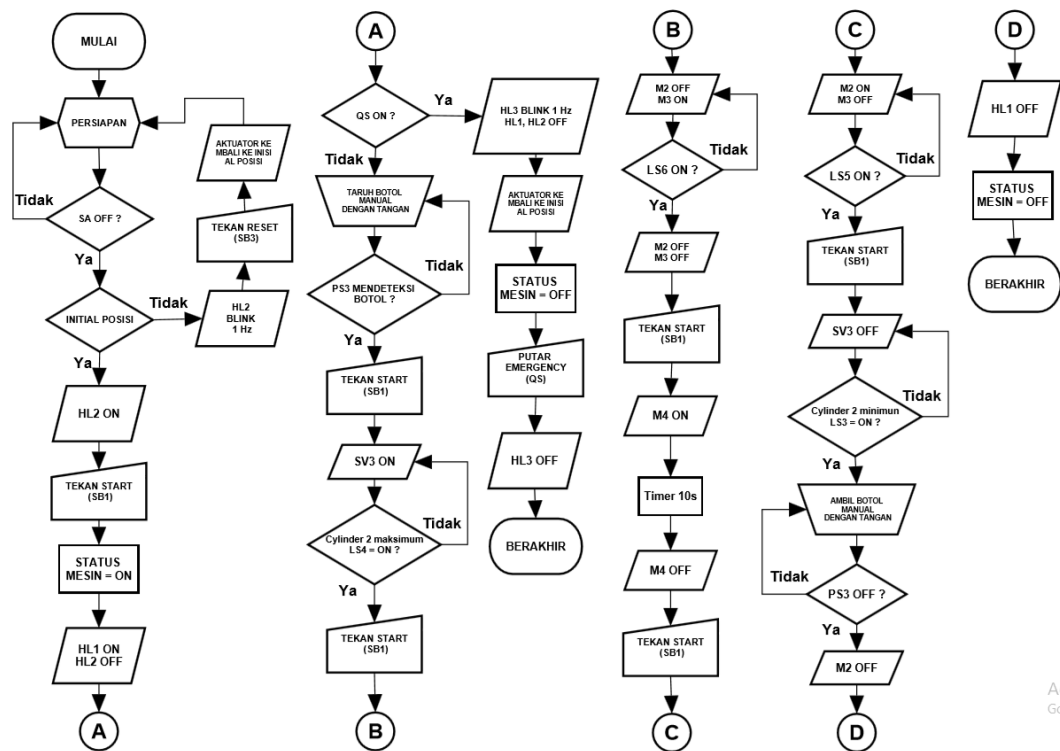 MULAI
PERSIAPAN
Tidak
SA OFF ?
Ya
INITIAL POSISI
Tidak
Ya
AKTUATOR KE
MBALI KE INISI
AL POSISI
TEKAN RESET
(SB3)
HL2
BLINK
1 Hz
HL2 ON
TEKAN START
(SB1)
STATUS
MESIN = ON
HL1 ON
HL2 OFF
A
A
QS ON ?
Ya
Tidak
TARUH BOTOL
MANUAL
DENGAN TANGAN
Tidak
PS3 MENDETEKSI
BOTOL ?
Ya
TEKAN START
(SB1)
SV3 ON
Tidak
Cylinder 2 maksimum
LS4 = ON ?
Ya
TEKAN START
(SB1)
B
HL3 BLINK 1 Hz
HL1, HL2 OFF
AKTUATOR KE
MBALI KE INISI
AL POSISI
STATUS
MESIN = OFF
PUTAR
EMERGENCY
(QS)
HL3 OFF
BERAKHIR
B
M2 OFF
M3 ON
Tidak
LS6 ON ?
Ya
M2 OFF
M3 OFF
TEKAN START
(SB1)
M4 ON
Timer 10s
M4 OFF
TEKAN START
(SB1)
C
C
M2 ON
M3 OFF
Tidak
LS5 ON ?
Ya
TEKAN START
(SB1)
SV3 OFF
Tidak
Cylinder 2 minimun
LS3 = ON ?
Ya
AMBIL BOTOL
MANUAL
DENGAN TANGAN
Tidak
PS3 OFF ?
Ya
M2 OFF
D
D
HL1 OFF
STATUS
MESIN = OFF
BERAKHIR
A
Go